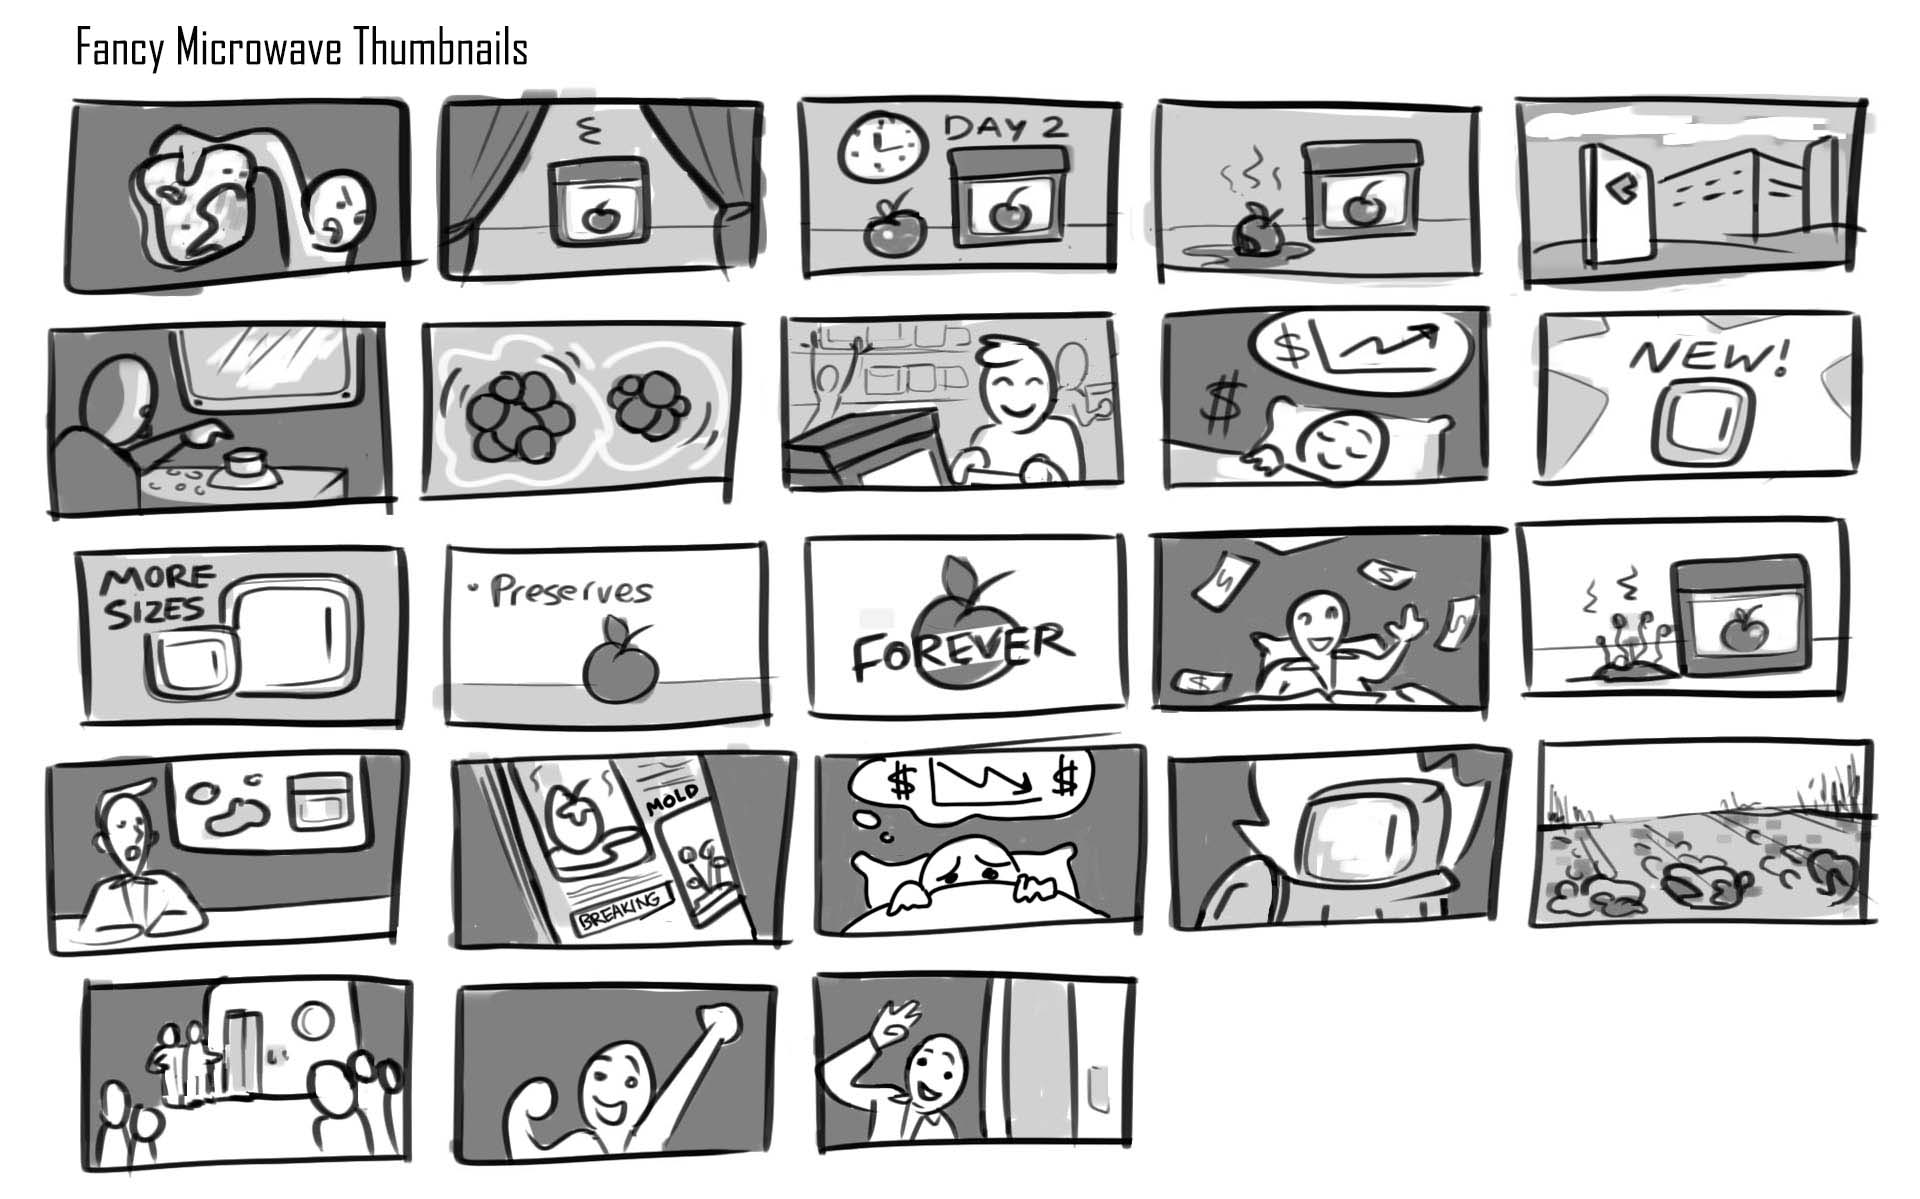 Fancy Microwave Thumbnails
DAY 2
$
$
NEW!
MORE
SIZES
• Preserves
FOREVER
$
$
$
$
MOLD
BREAKING
$ $